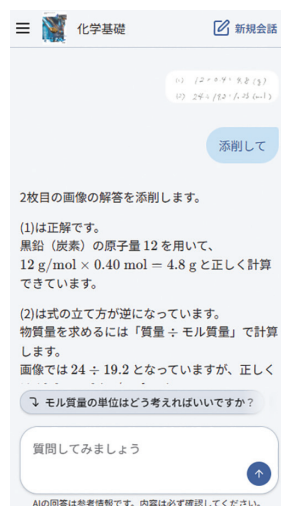 化学基礎
新規会話
(1) 12×0.4= 4.8 (g)
添削して
2枚目の画像の解答を添削します。
(1)は正解です。
黒鉛（炭素）の原子量 12 を用いて、
12 g/mol × 0.40 mol = 4.8 g と正しく計算
できています。
(2)は式の立て方が逆になっています。
物質量を求めるには「質量 ÷ モル質量」で計算
します。
画像では 24 ÷ 19.2 となっていますが、正しく
モル質量の単位はどう考えればいいですか？
質問してみましょう
AIの回答は参考情報です。内容は必ず確認してください。